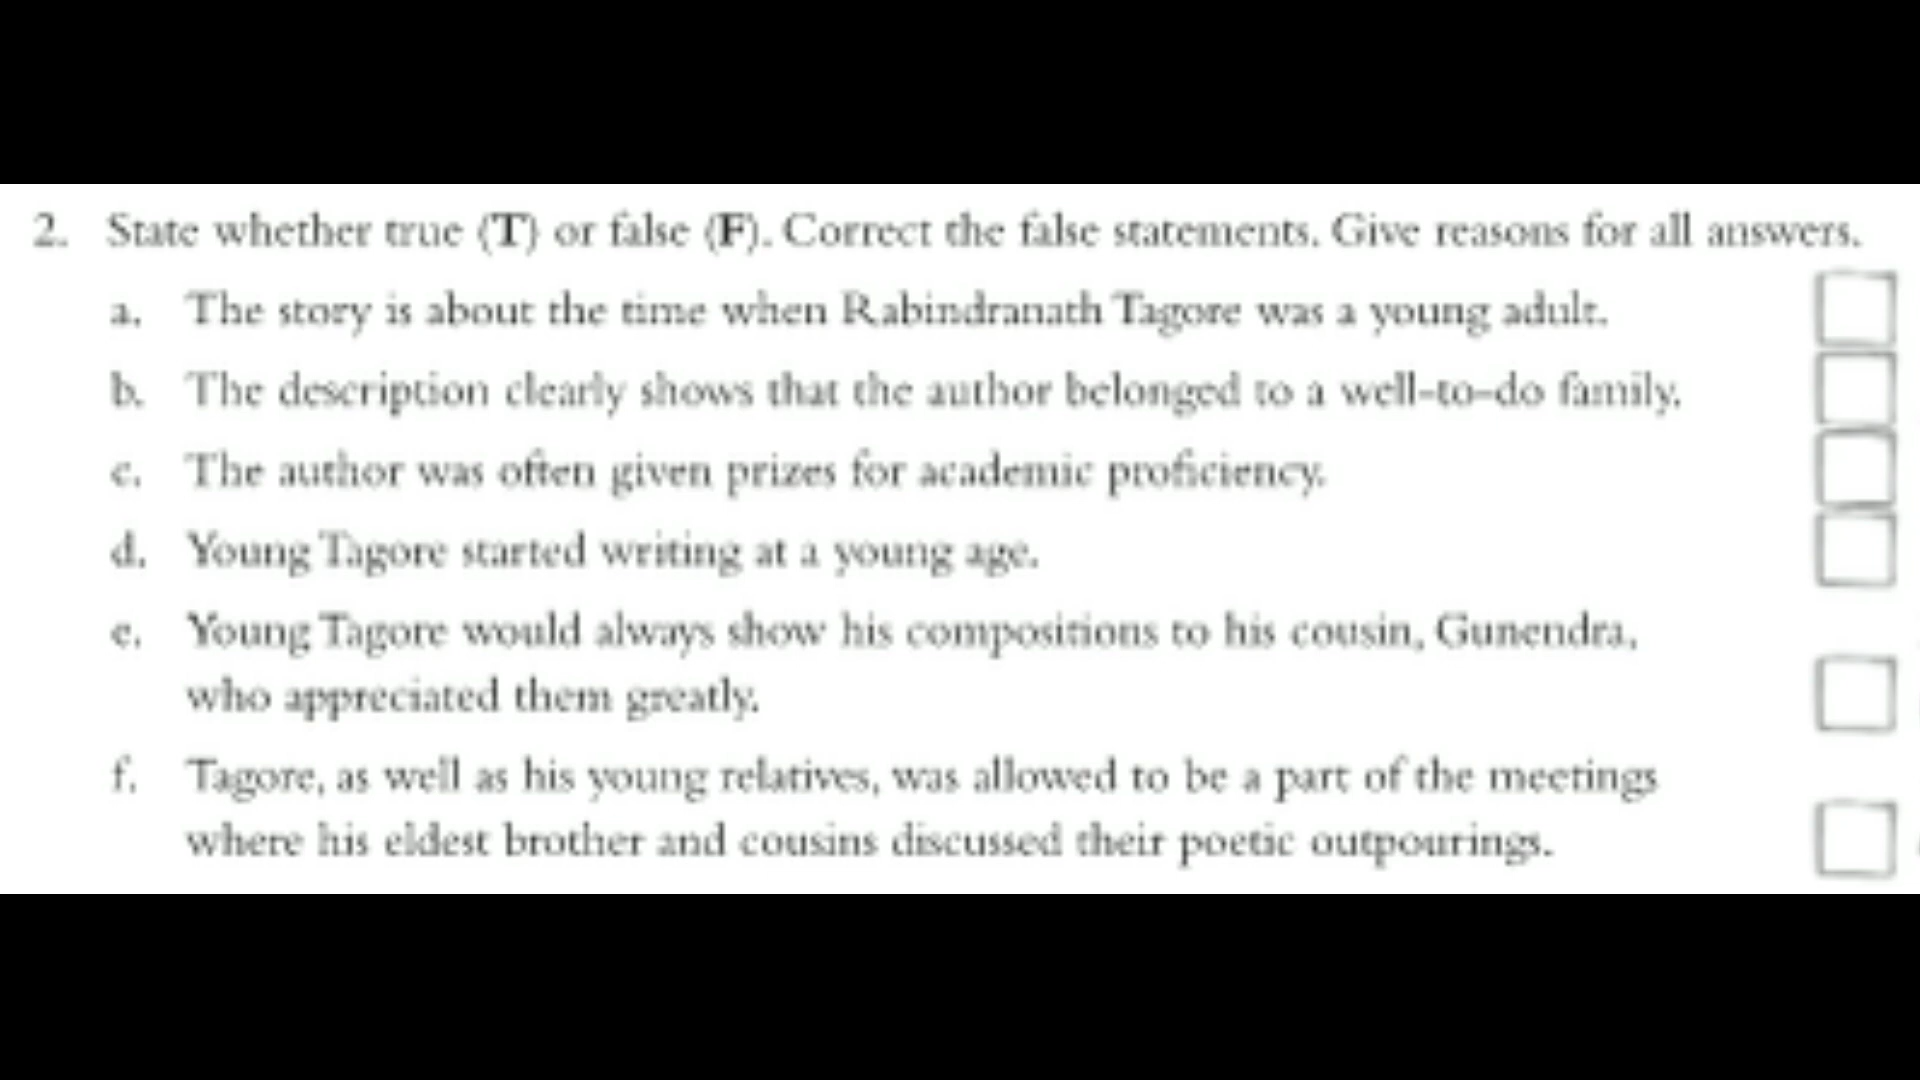 2. State whether true (T) or false (F). Correct the false statements. Give reasons for all answers.
a. The story is about the time when Rabindranath Tagore was a young adult.
b. The description clearly shows that the author belonged to a well-to-do family.
c. The author was often given prizes for academic proficiency.
d. Young Tagore started writing at a young age.
e. Young Tagore would always show his compositions to his cousin, Gunendra,
who appreciated them greatly.
f. Tagore, as well as his young relatives, was allowed to be a part of the meetings
where his eldest brother and cousins discussed their poetic outpourings.